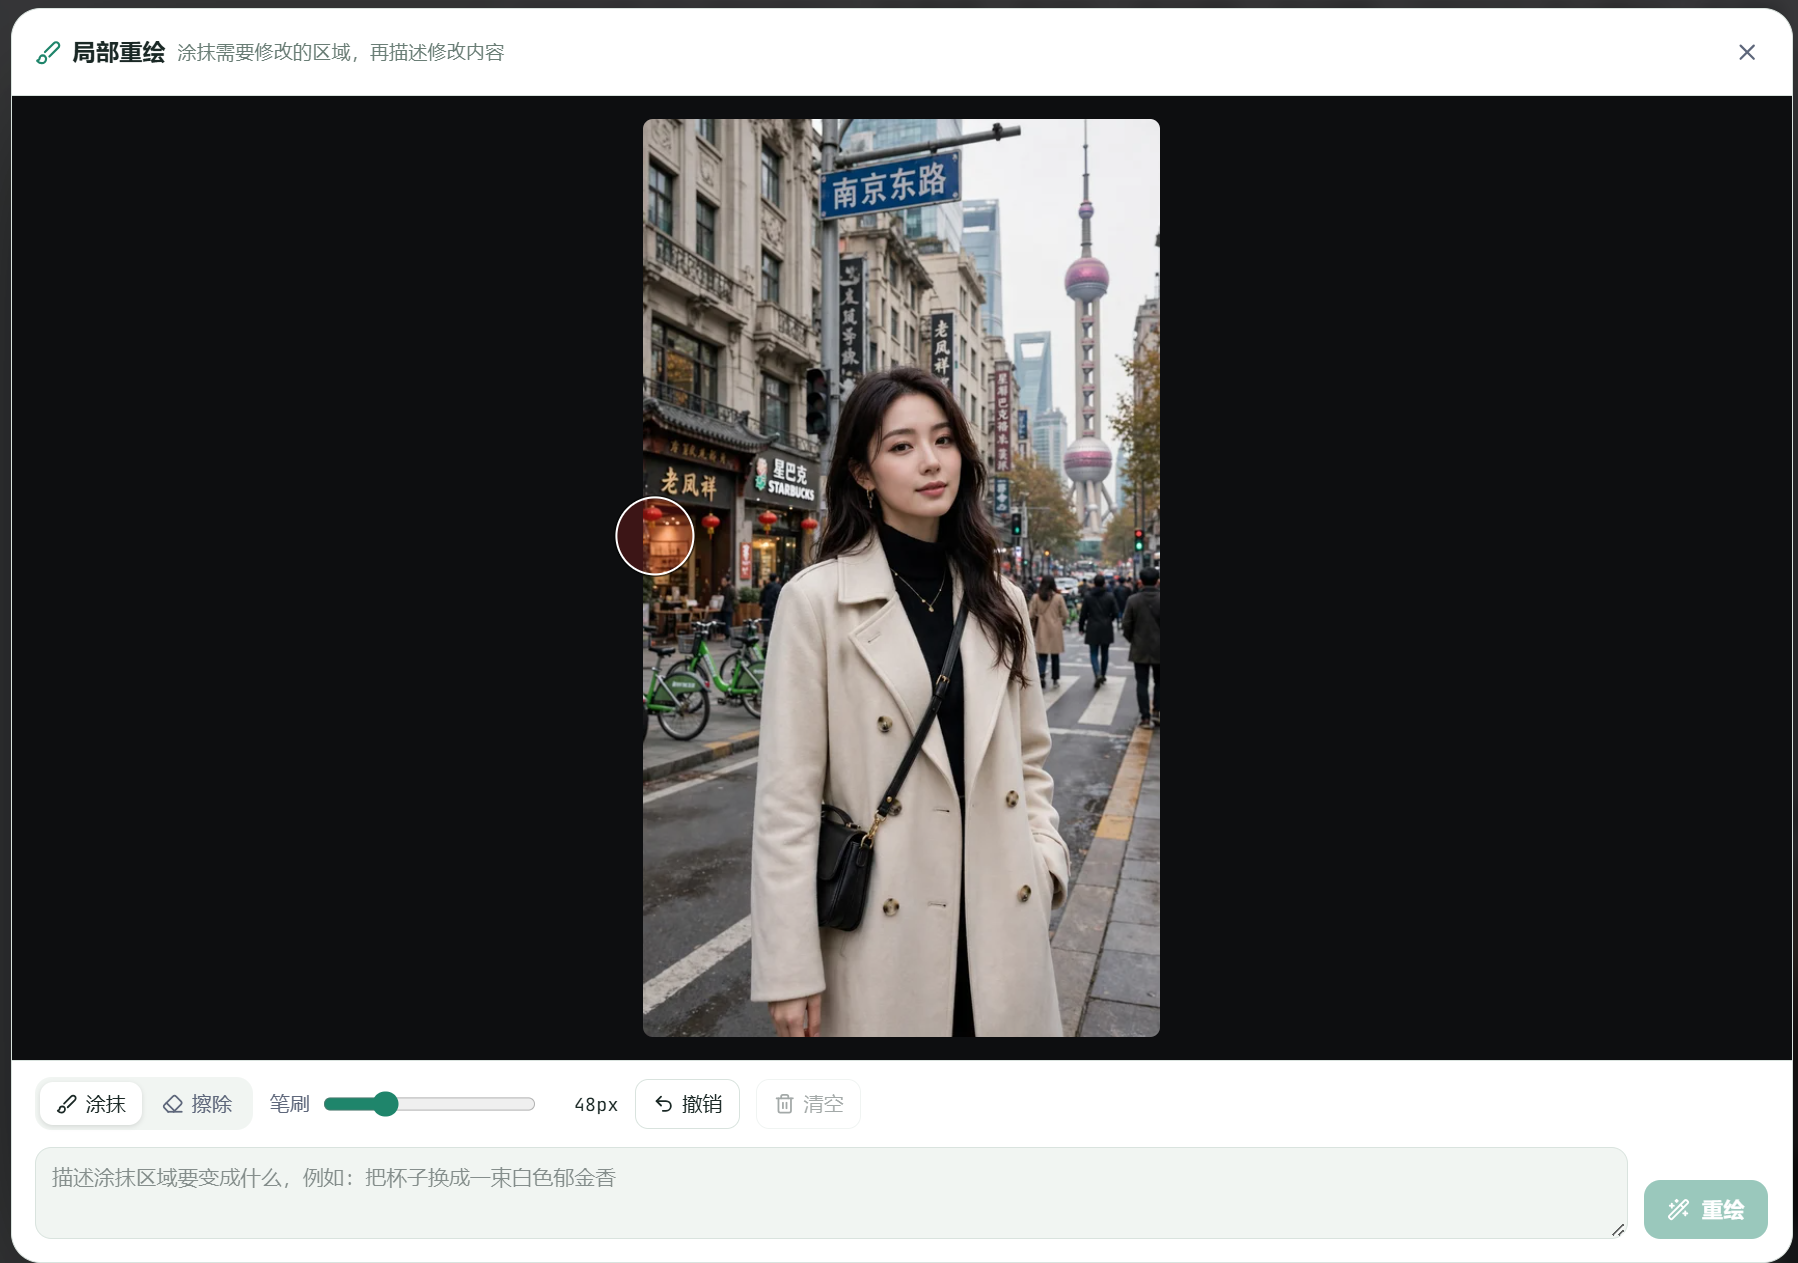 局部重绘 涂抹需要修改的区域，再描述修改内容
南京东路
老凤祥
星巴克
STARBUCKS
老凤祥
涂抹 擦除 笔刷 48px 撤销 清空
描述涂抹区域要变成什么，例如：把杯子换成一束白色郁金香
重绘